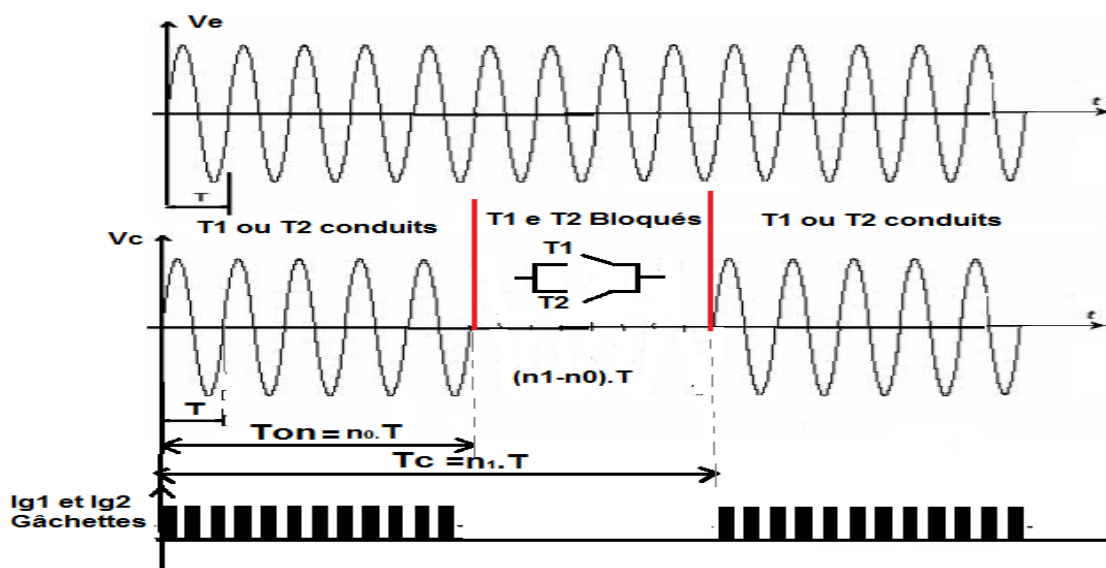 Ve
t
T
T1 ou T2 conduits
T1 e T2 Bloqués
T1 ou T2 conduits
Vc
T1
T2
t
(n1-n0).T
T
Ton = n0.T
Tc = n1.T
Ig1 et Ig2
Gâchettes